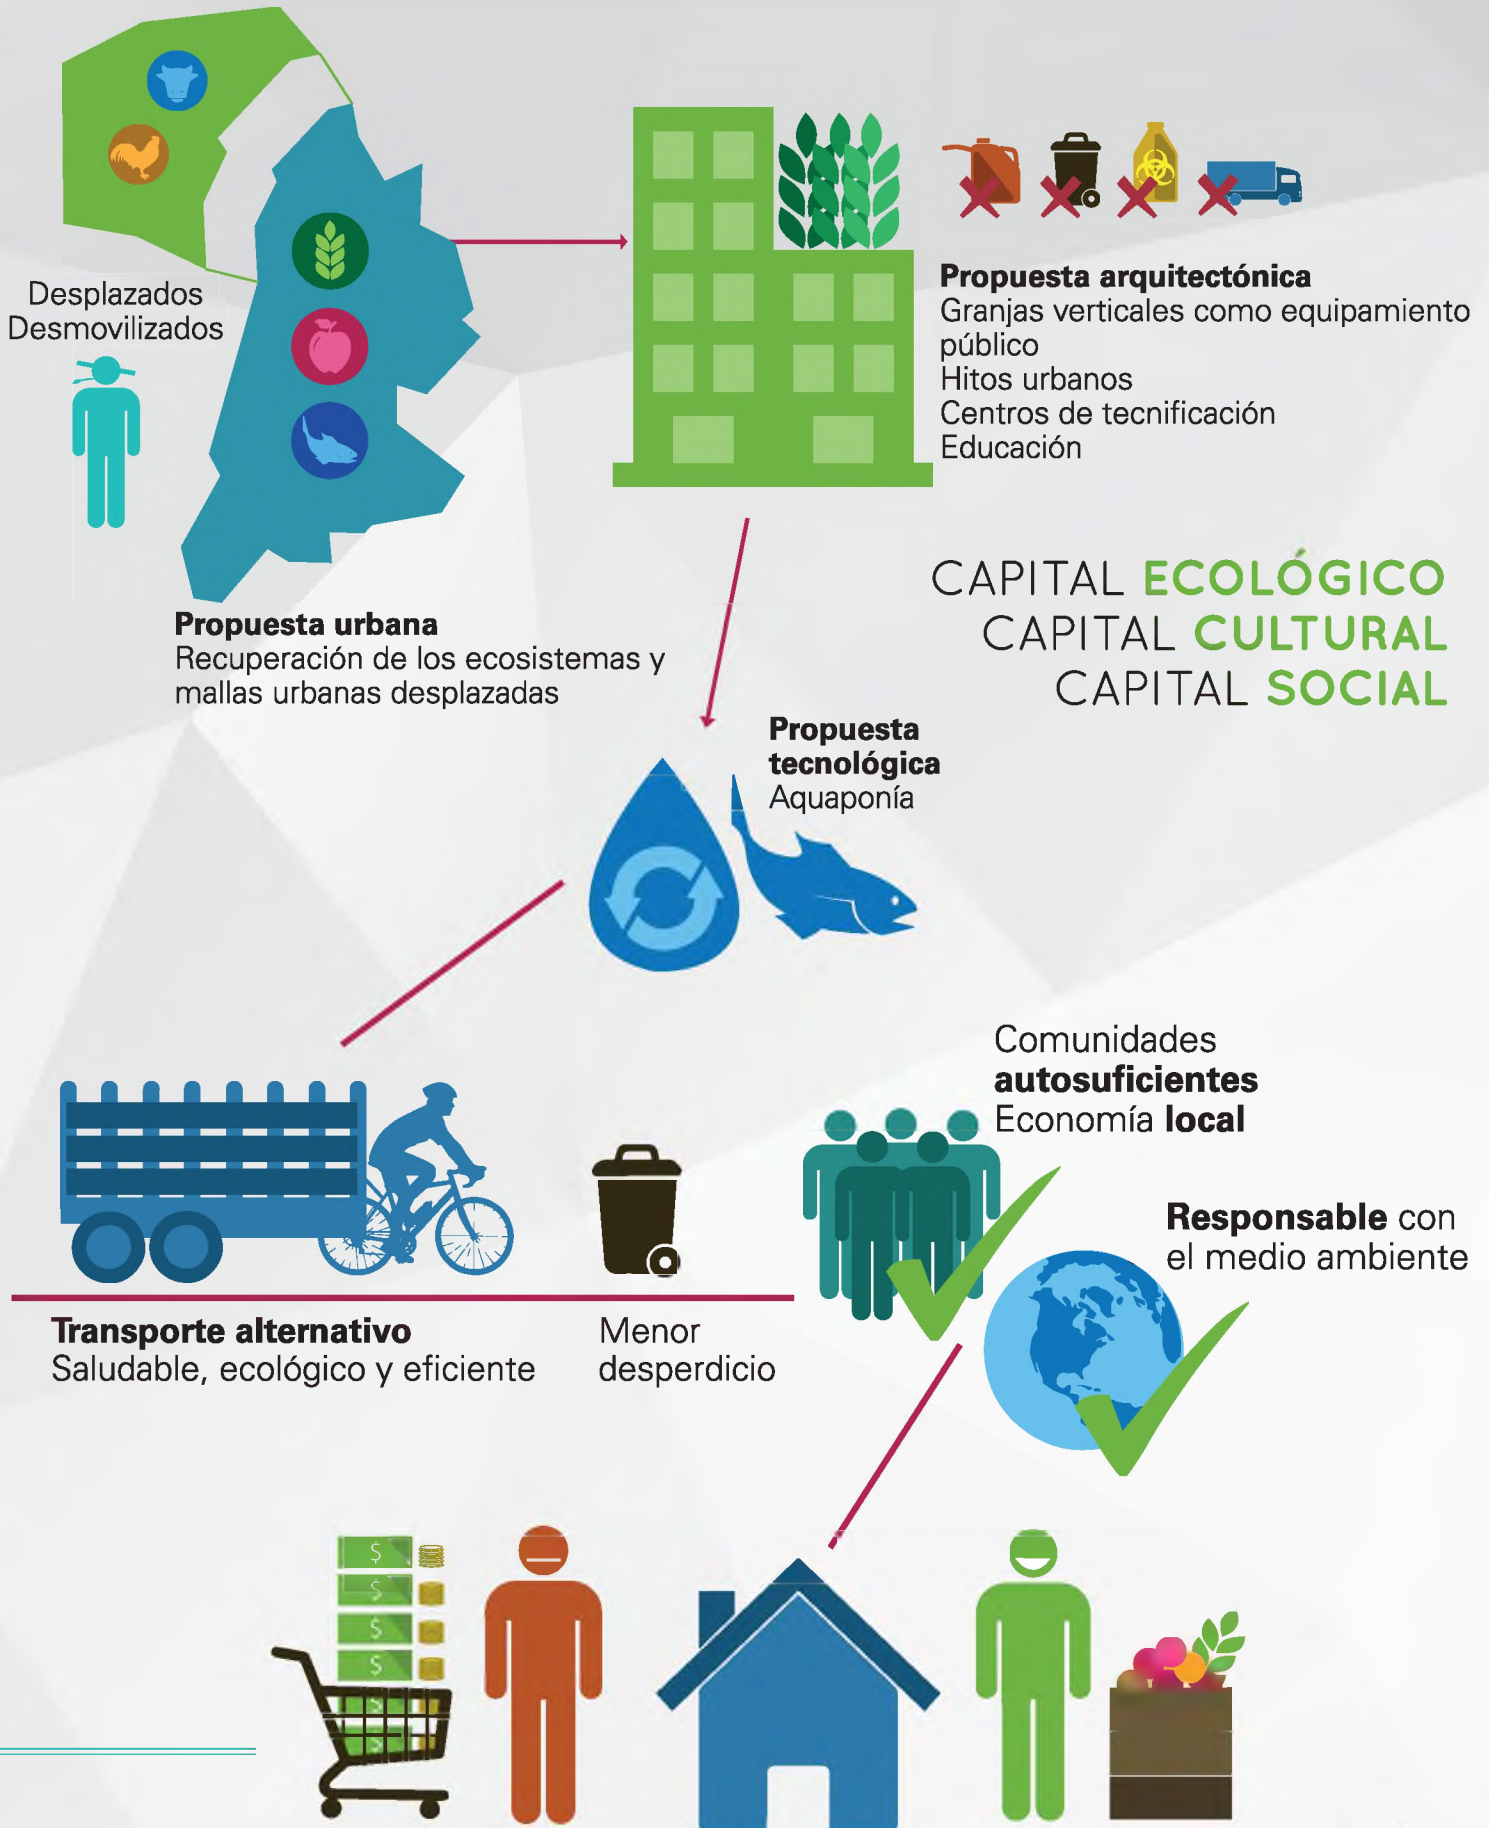 Desplazados
Desmovilizados
Propuesta arquitectónica
Granjas verticales como equipamiento
público
Hitos urbanos
Centros de tecnificación
Educación
CAPITAL ECOLÓGICO
CAPITAL CULTURAL
CAPITAL SOCIAL
Propuesta urbana
Recuperación de los ecosistemas y
mallas urbanas desplazadas
Propuesta
tecnológica
Aquaponía
Comunidades
autosuficientes
Economía local
Responsable con
el medio ambiente
Transporte alternativo
Saludable, ecológico y eficiente
Menor
desperdicio
$
$
$
$
$
$